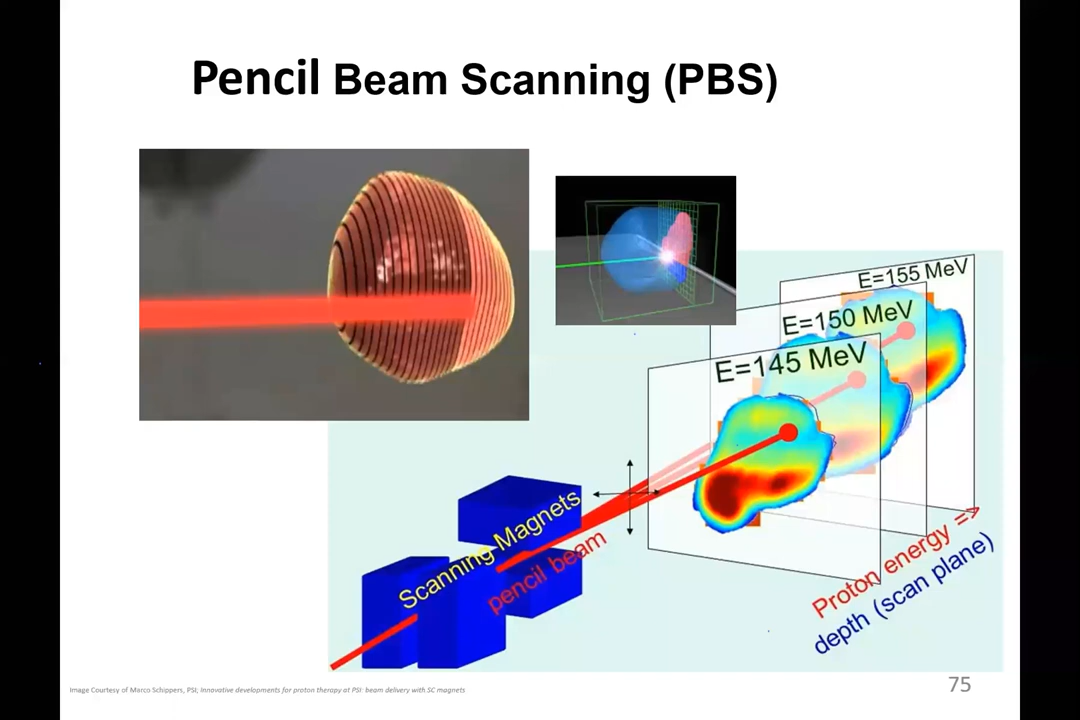 Pencil Beam Scanning (PBS)
E=155 MeV
E=150 MeV
E=145 MeV
Scanning Magnets
pencil beam
Proton energy =>
depth (scan plane)
Image Courtesy of Marco Schippers, PSI; Innovative developments for proton therapy at PSI: beam delivery with SC magnets
75